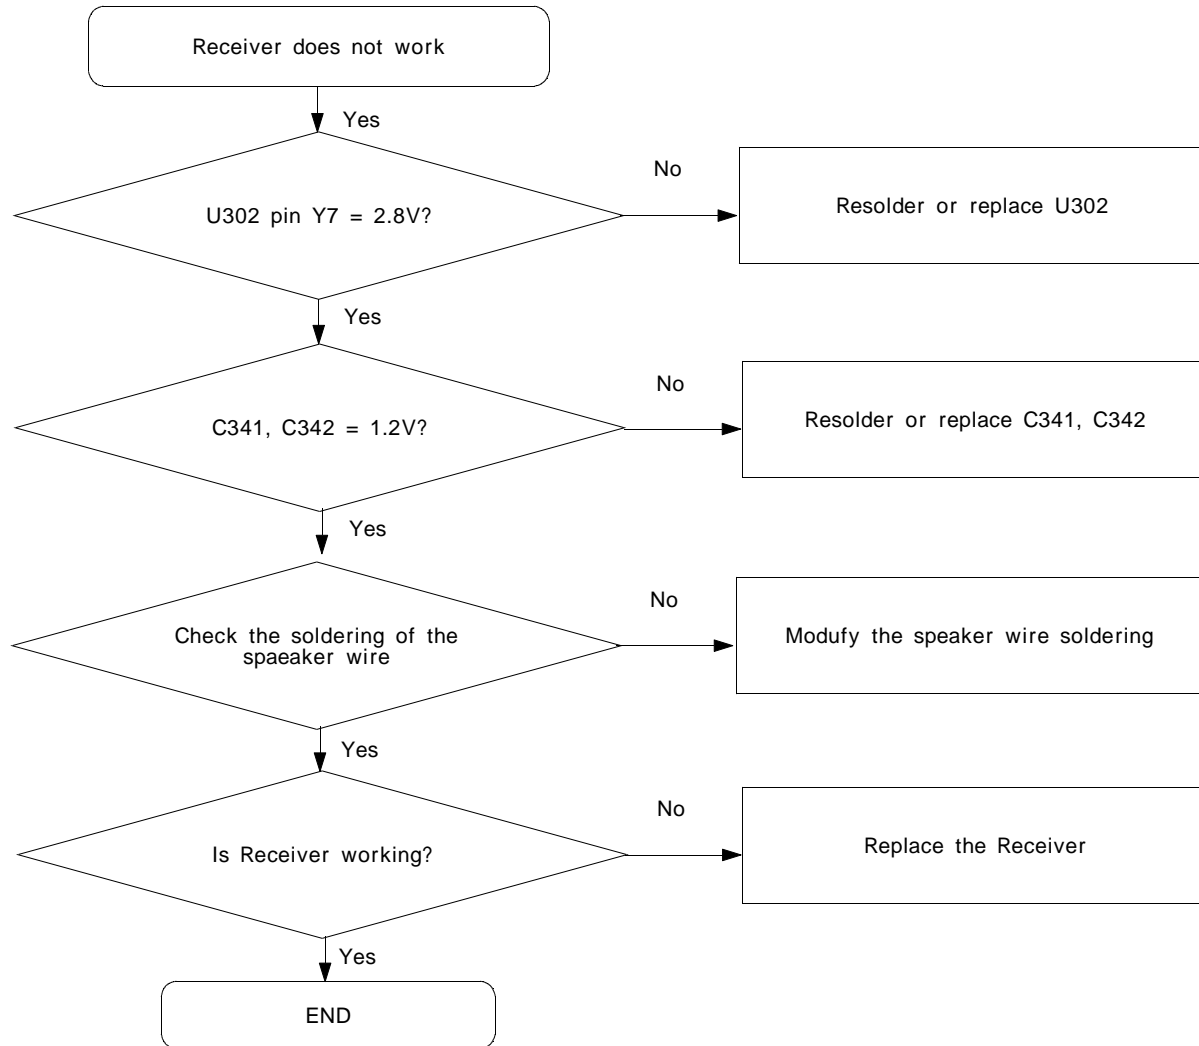 Receiver does not work
Yes
U302 pin Y7 = 2.8V?
No
Resolder or replace U302
Yes
C341, C342 = 1.2V?
No
Resolder or replace C341, C342
Yes
Check the soldering of the
spaeaker wire
No
Modufy the speaker wire soldering
Yes
Is Receiver working?
No
Replace the Receiver
Yes
END